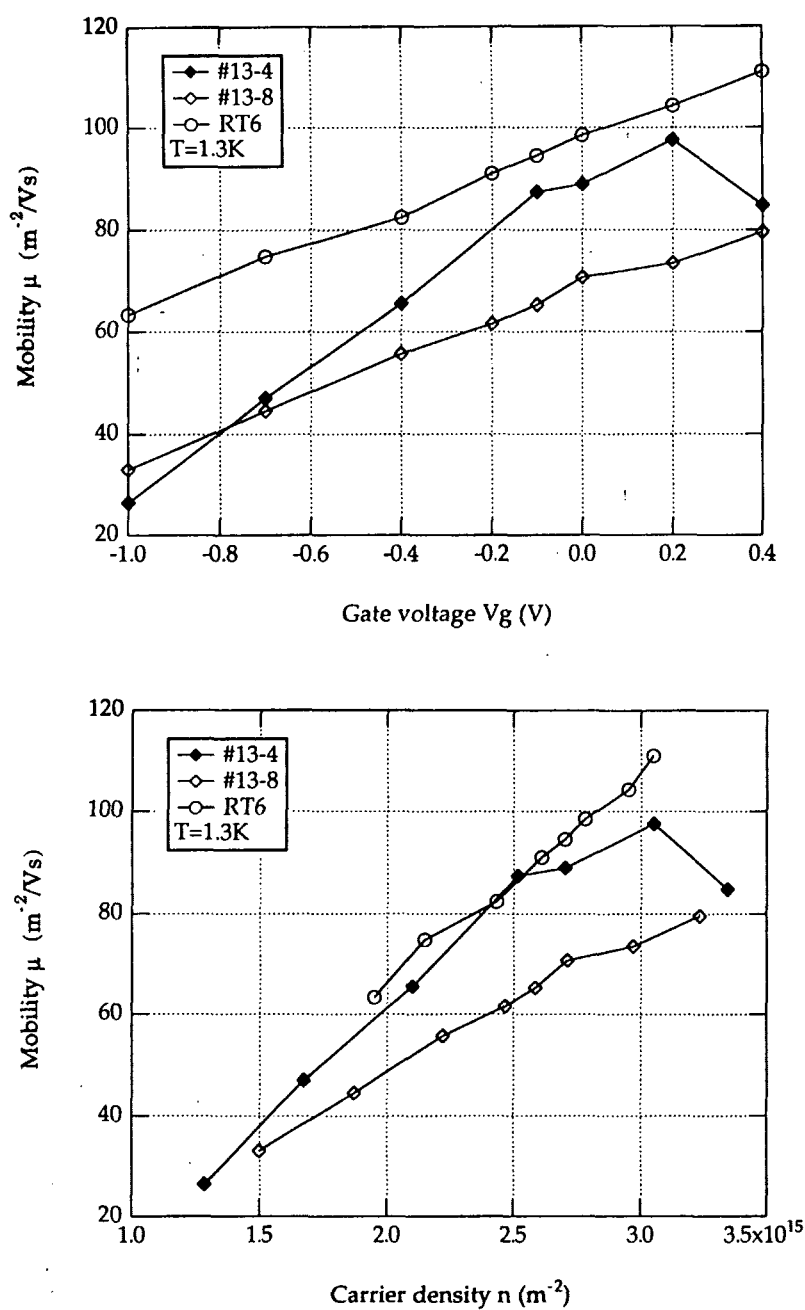 120
100
80
60
40
20
Mobility μ (m⁻²/Vs)
#13-4
#13-8
RT6
T=1.3K
-1.0 -0.8 -0.6 -0.4 -0.2 0.0 0.2 0.4
Gate voltage Vg (V)
120
100
80
60
40
20
Mobility μ (m⁻²/Vs)
#13-4
#13-8
RT6
T=1.3K
1.0 1.5 2.0 2.5 3.0 3.5x10¹⁵
Carrier density n (m⁻²)